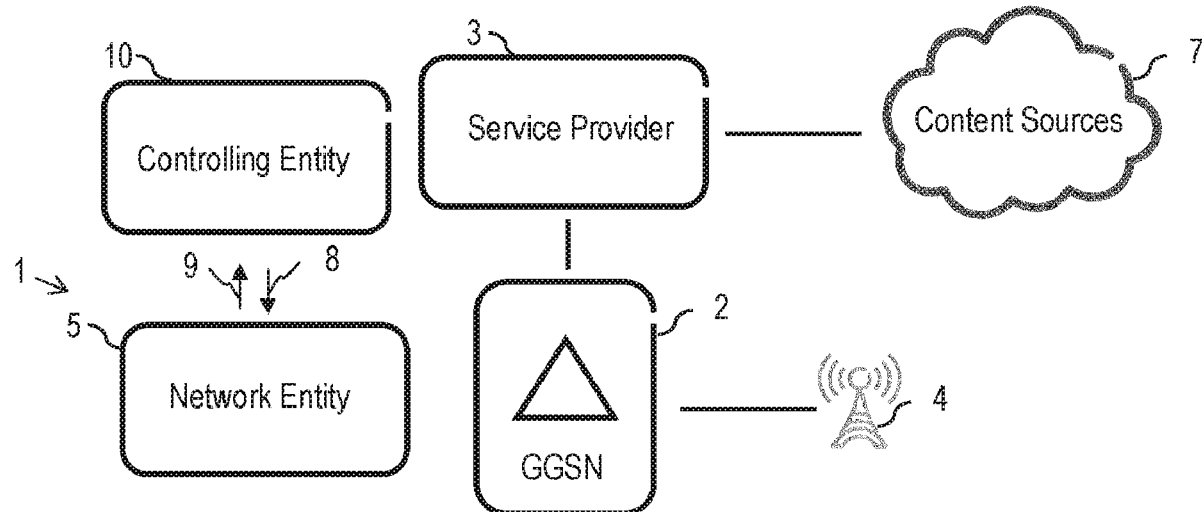 10
3
7
Controlling Entity
Service Provider
Content Sources
1
9
8
5
2
Network Entity
4
GGSN